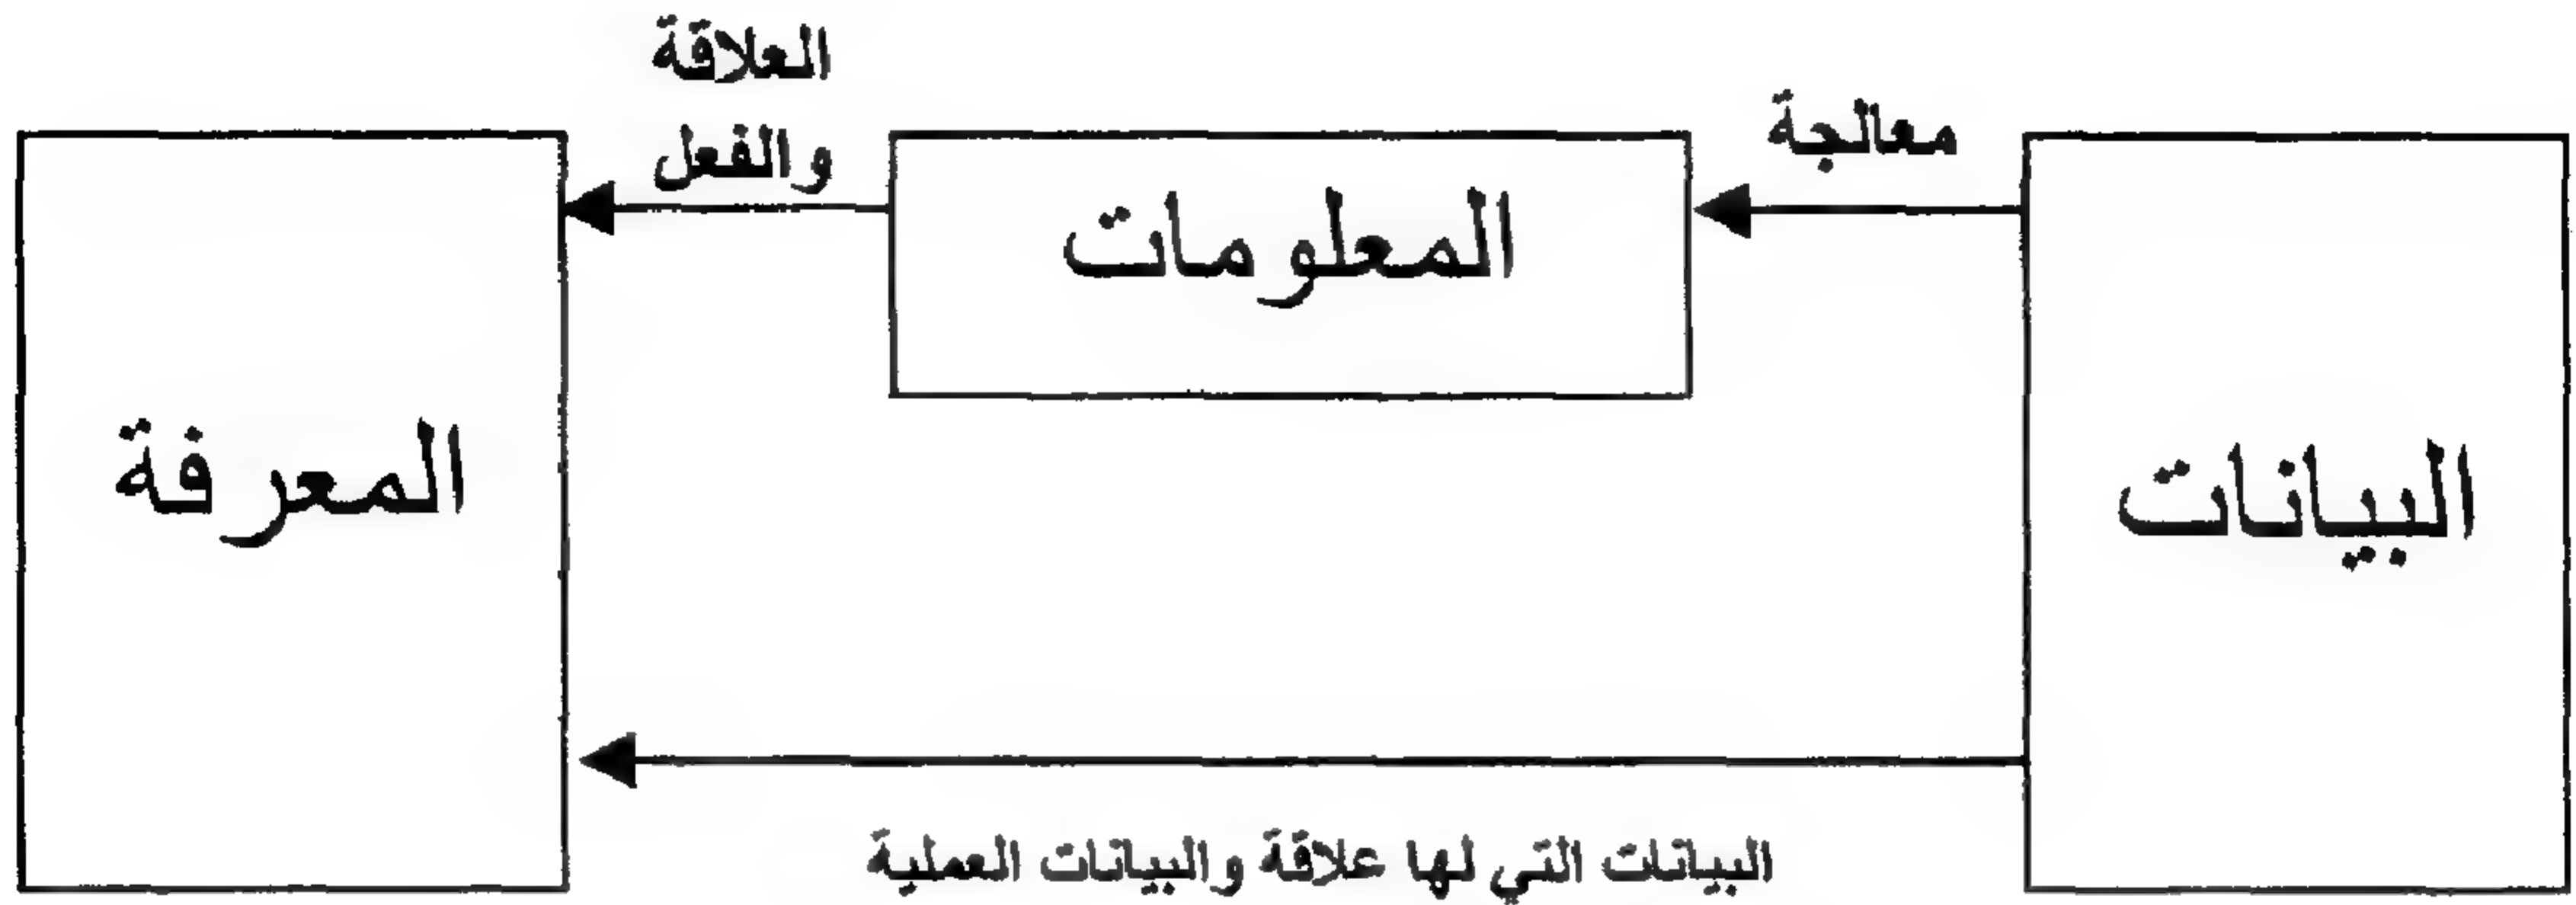 العلاقة
والفعل
معالجة
المعلومات
البيانات
المعرفة
البيانات التي لها علاقة والبيانات العملية